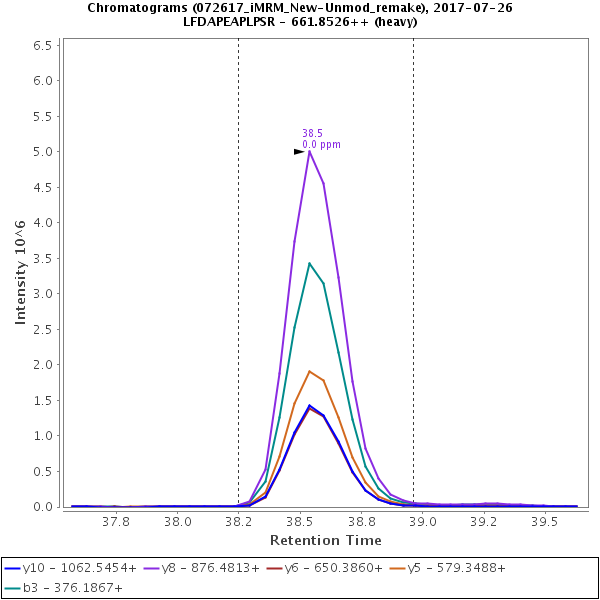 Chromatograms (072617_iMRM_New-Unmod_remake), 2017-07-26
LFDAPEAPLPSR - 661.8526++ (heavy)
6.5
6.0
5.5
5.0
4.5
4.0
3.5
3.0
2.5
2.0
1.5
1.0
0.5
0.0
Intensity 10^6
38.5
0.0 ppm
37.8
38.0
38.2
38.5
38.8
39.0
39.2
39.5
Retention Time
y10 - 1062.5454+
y8 - 876.4813+
y6 - 650.3860+
y5 - 579.3488+
b3 - 376.1867+